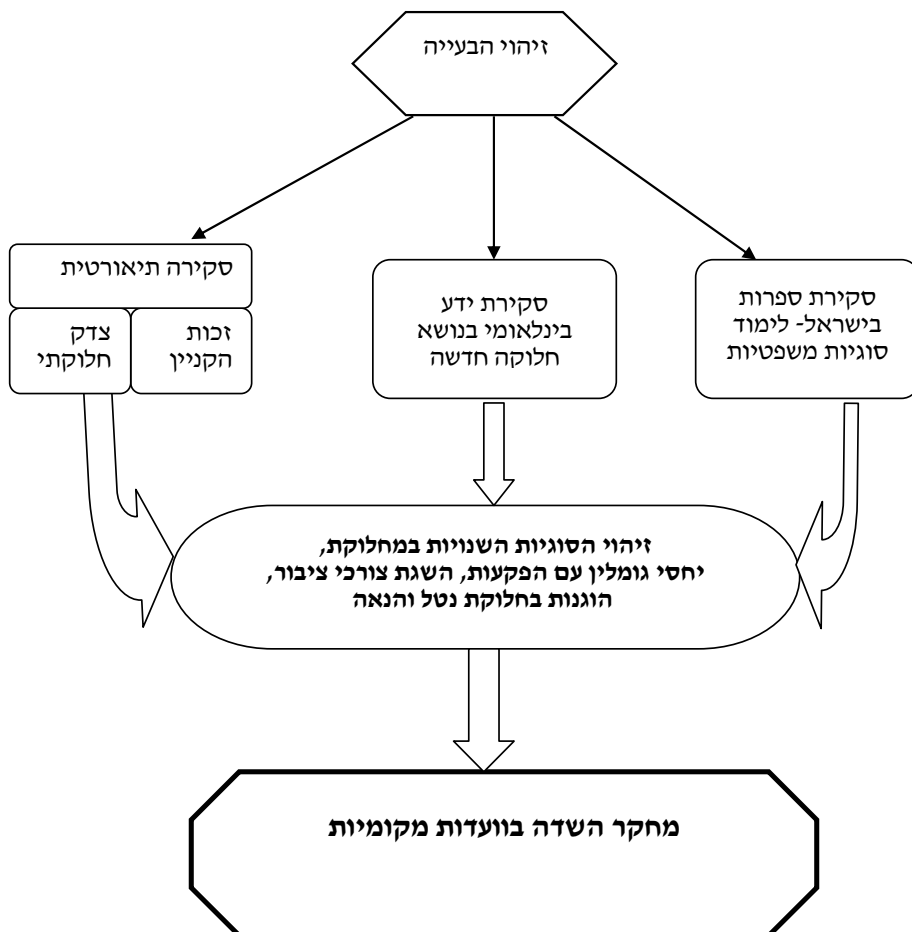 זיהוי הבעייה
סקירת ספרות
בישראל- לימוד
סוגיות משפטיות
סקירת ידע
בינלאומי בנושא
חלוקה חדשה
סקירה תיאורטית
זכות
הקניין
צדק
חלוקתי
זיהוי הסוגיות השנויות במחלוקת,
יחסי גומלין עם הפקעות, השגת צורכי ציבור,
הוגנות בחלוקת נטל והנאה
מחקר השדה בוועדות מקומיות